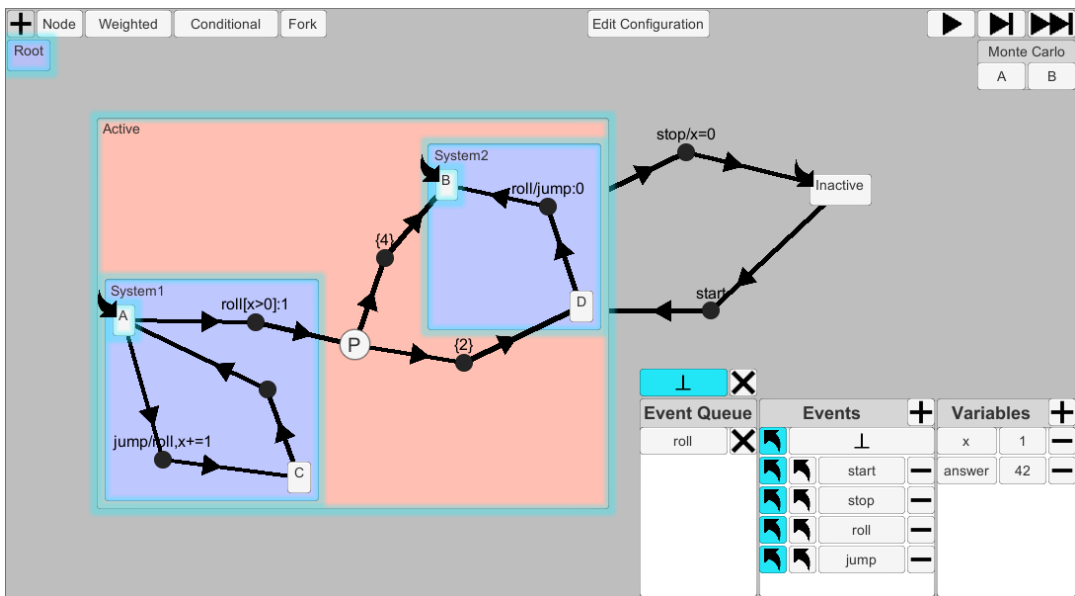 Node Weighted Conditional Fork Edit Configuration
Root
Monte Carlo
A B
Active
stop/x=0
System2
B
roll/jump:0
Inactive
{4}
System1
A
roll[x>0]:1
start
D
P
{2}
⊥
Event Queue Events Variables
roll ⊥ x 1
jump/roll,x+=1
C
start answer 42
stop
roll
jump